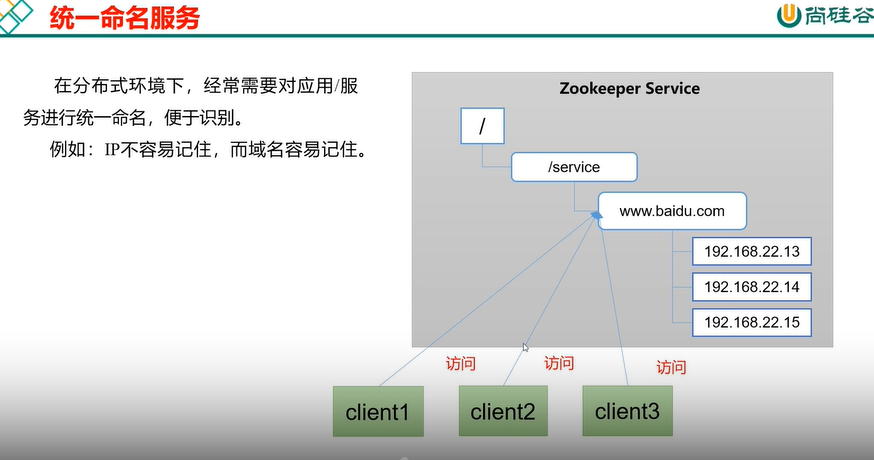 统一命名服务
尚硅谷
在分布式环境下，经常需要对应用/服
务进行统一命名，便于识别。
例如：IP不容易记住，而域名容易记住。
Zookeeper Service
/
/service
www.baidu.com
192.168.22.13
192.168.22.14
192.168.22.15
访问
访问
访问
client1
client2
client3